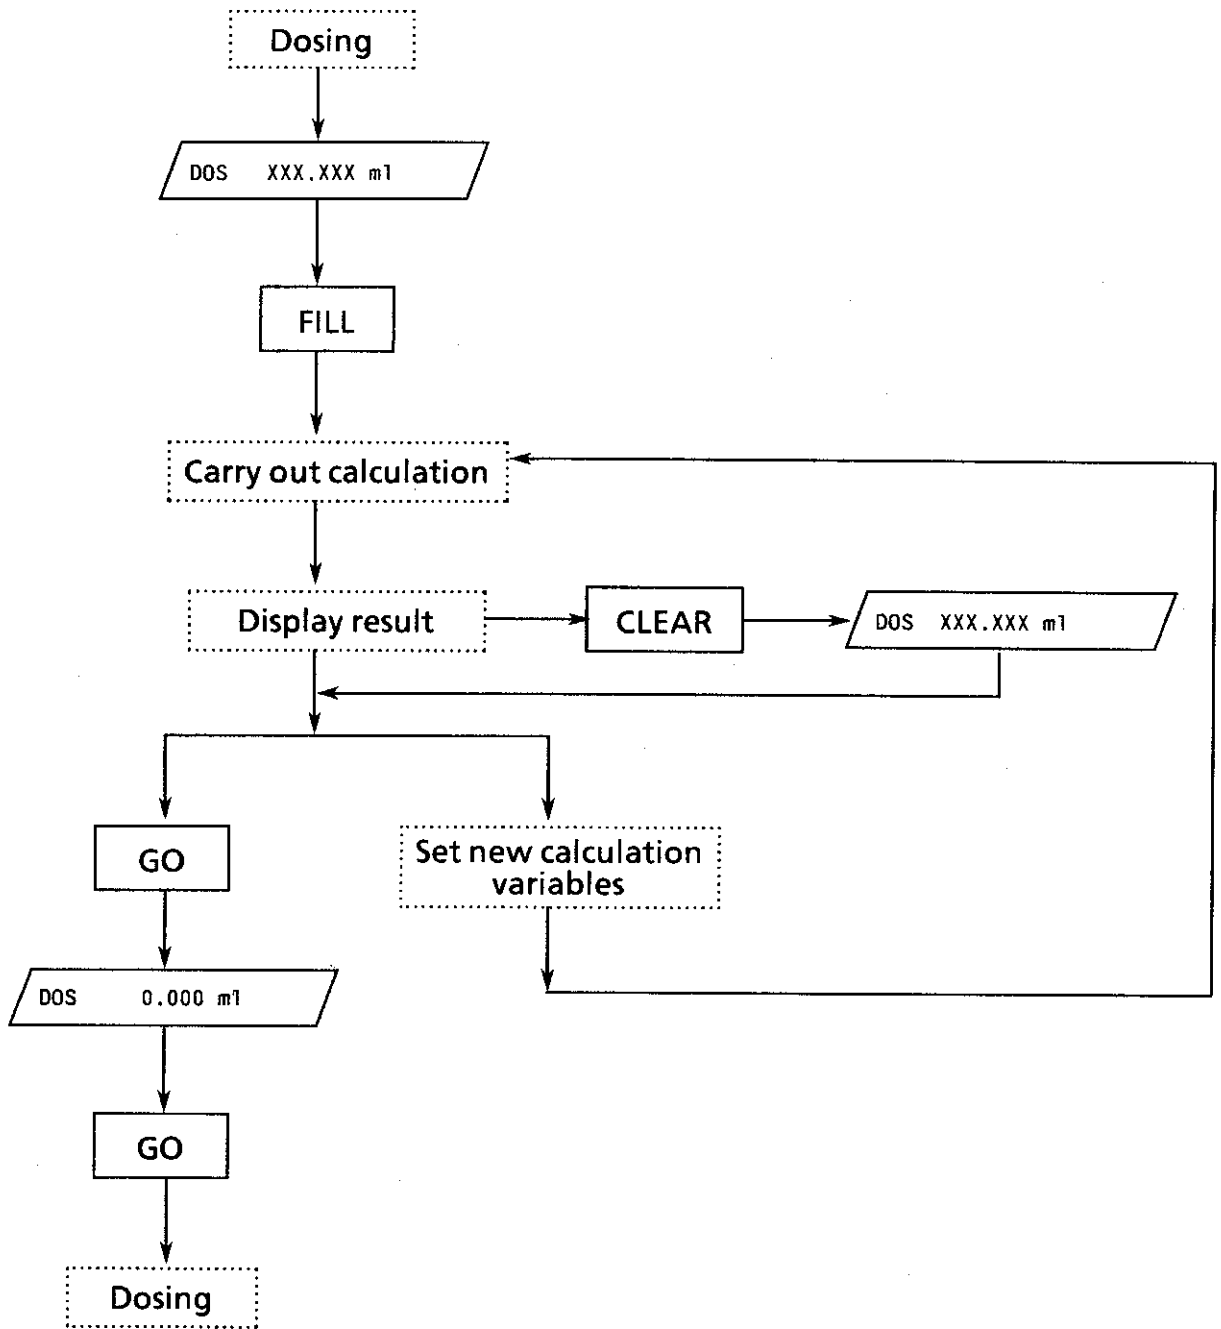 Dosing
DOS XXX.XXX ml
FILL
Carry out calculation
Display result
CLEAR
DOS XXX.XXX ml
GO
Set new calculation
variables
DOS 0.000 ml
GO
Dosing